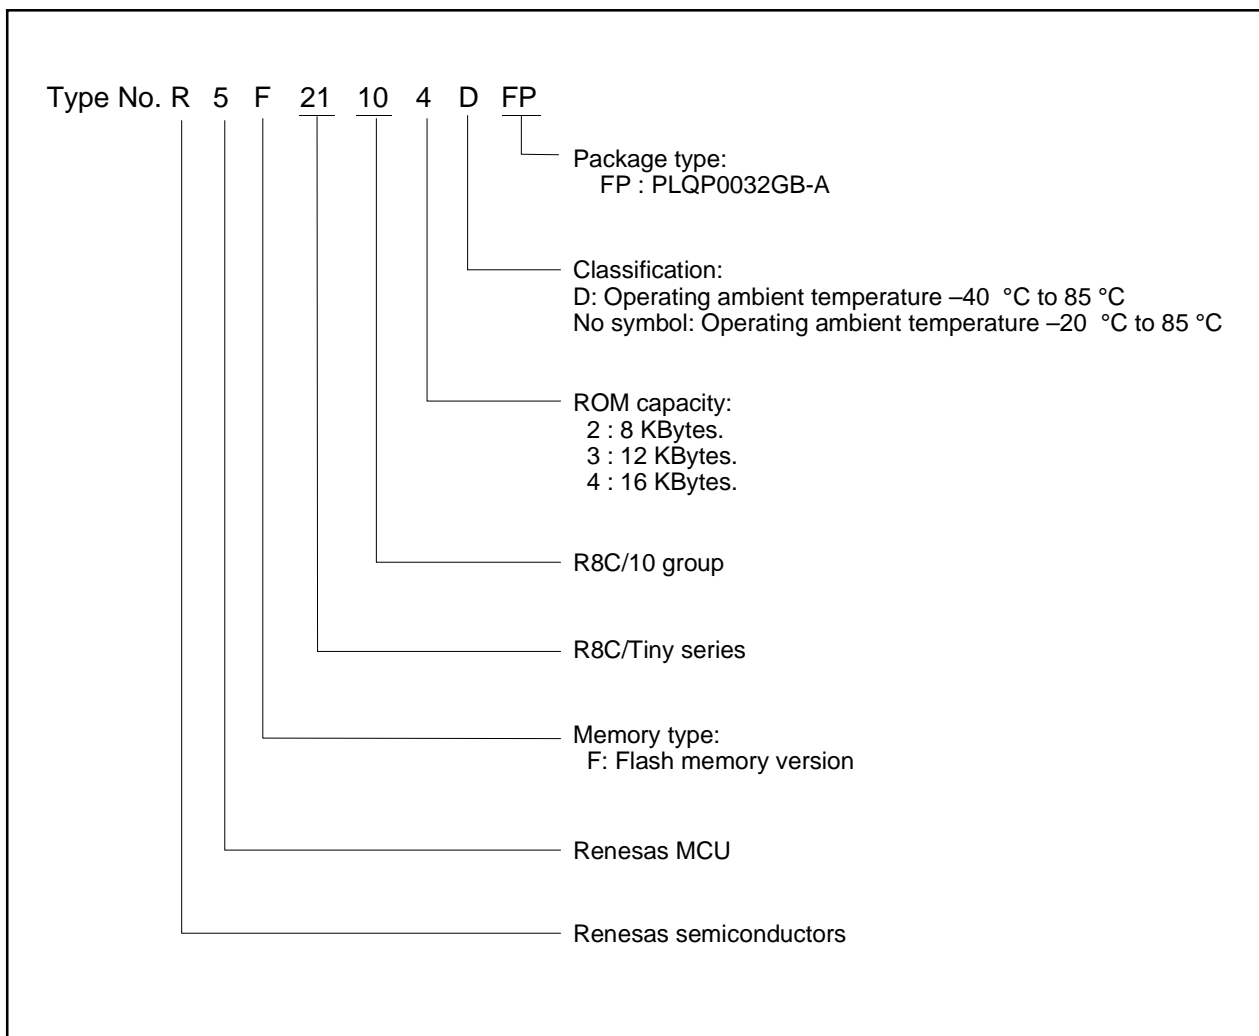 Type No. R 5 F 21 10 4 D FP
Package type:
FP : PLQP0032GB-A
Classification:
D: Operating ambient temperature –40 °C to 85 °C
No symbol: Operating ambient temperature –20 °C to 85 °C
ROM capacity:
2 : 8 KBytes.
3 : 12 KBytes.
4 : 16 KBytes.
R8C/10 group
R8C/Tiny series
Memory type:
F: Flash memory version
Renesas MCU
Renesas semiconductors